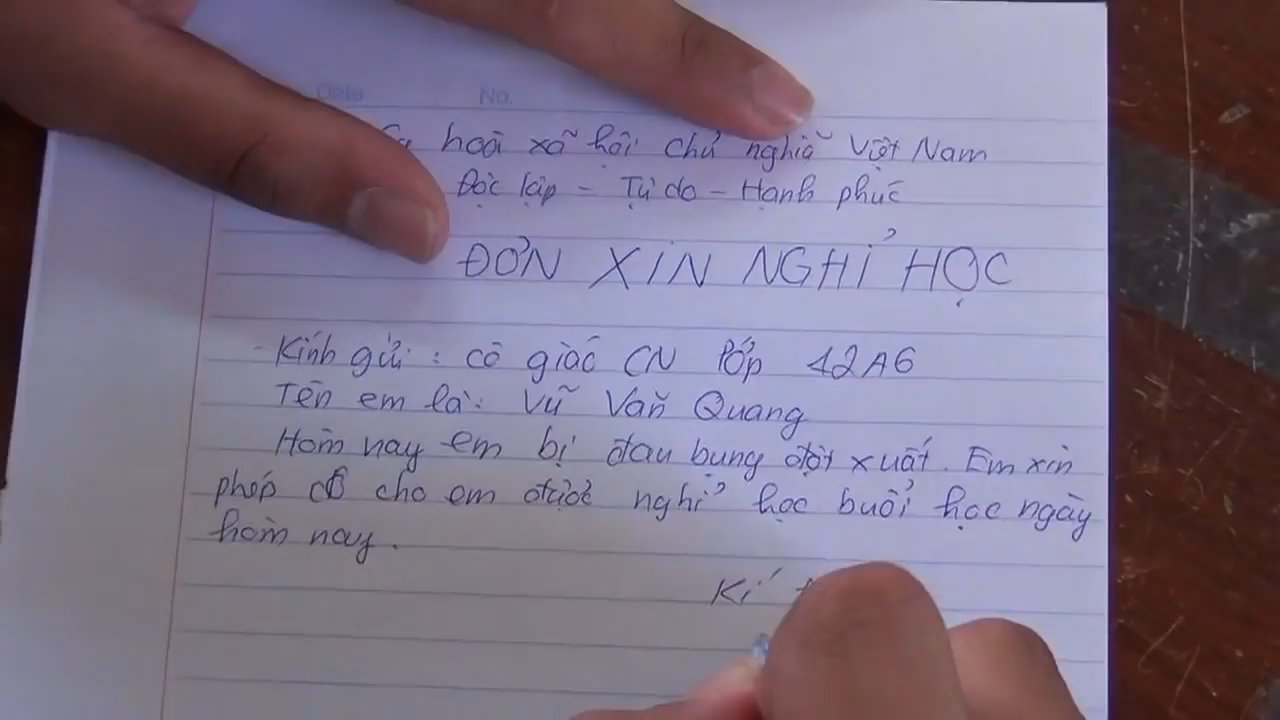 Date No.
hoà xã hội chủ nghiã Việt Nam
Độc lập - Tự do - Hạnh phúc
ĐƠN XIN NGHỈ HỌC
- Kính gửi : cô giáo CN lớp 12A6
Tên em là: Vũ Văn Quang
Hôm nay em bị đau bụng đột xuất. Em xin
phép cô cho em được nghỉ học buổi học ngày
hôm nay.
Kí